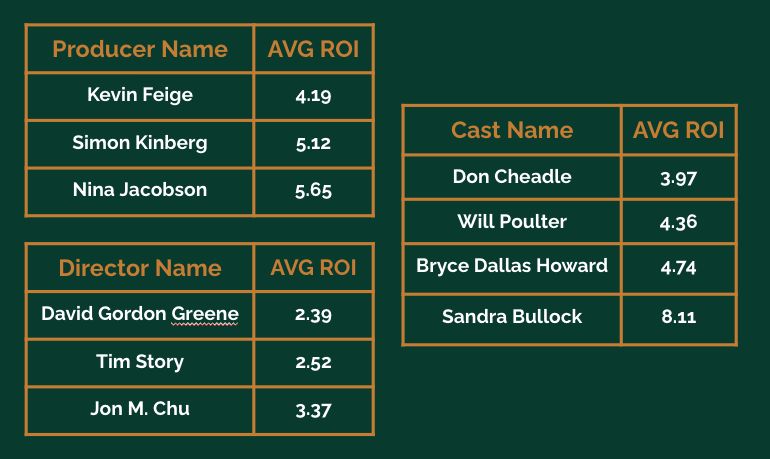 Producer Name AVG ROI
Kevin Feige 4.19
Simon Kinberg 5.12
Nina Jacobson 5.65
Director Name AVG ROI
David Gordon Greene 2.39
Tim Story 2.52
Jon M. Chu 3.37
Cast Name AVG ROI
Don Cheadle 3.97
Will Poulter 4.36
Bryce Dallas Howard 4.74
Sandra Bullock 8.11